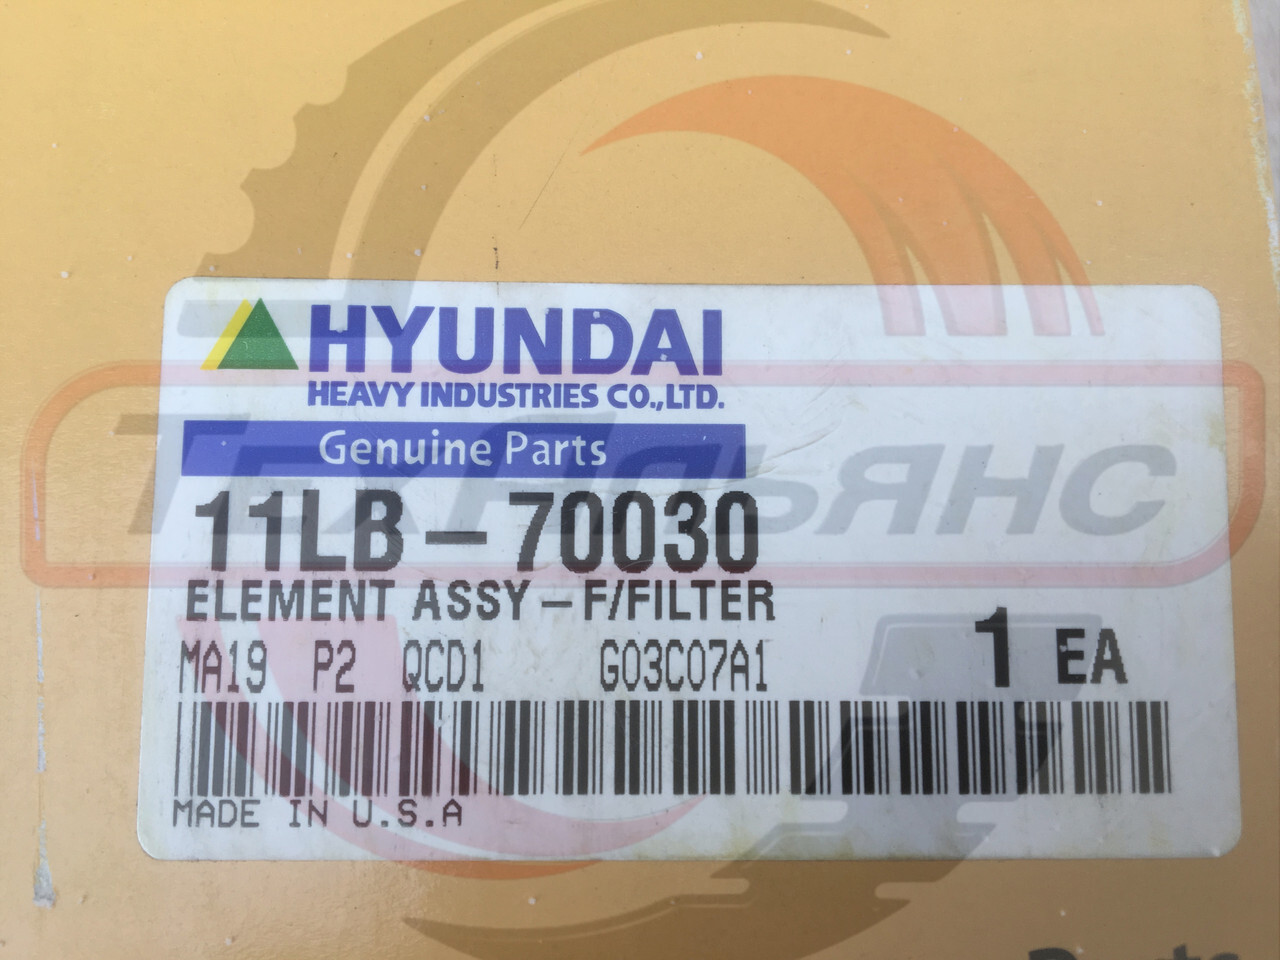 HYUNDAI
HEAVY INDUSTRIES CO.,LTD.
Genuine Parts
ТехАльянс
11LB-70030
ELEMENT ASSY-F/FILTER
MA19 P2 QCD1 G03C07A1
1 EA
MADE IN U.S.A
Parts